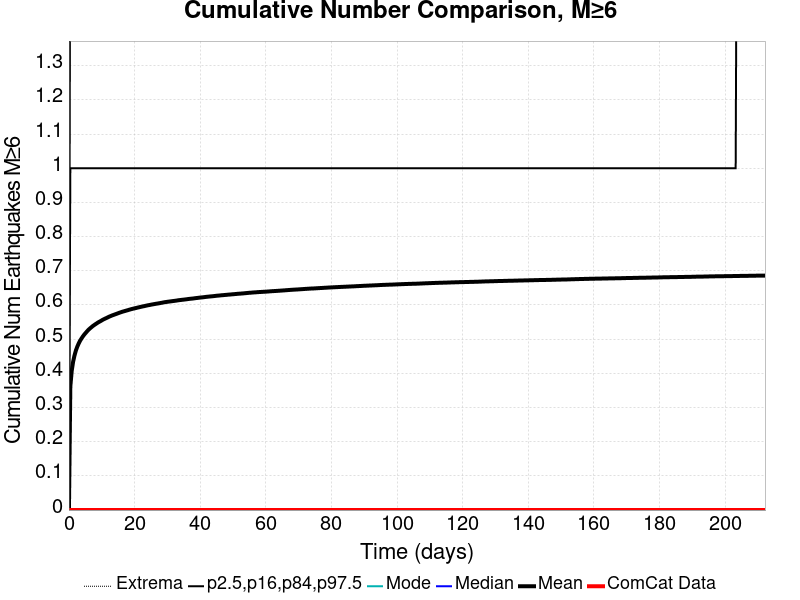 Cumulative Number Comparison, M≥6
Cumulative Num Earthquakes M≥6
1.3
1.2
1.1
1
0.9
0.8
0.7
0.6
0.5
0.4
0.3
0.2
0.1
0
0 20 40 60 80 100 120 140 160 180 200
Time (days)
Extrema p2.5,p16,p84,p97.5 Mode Median Mean ComCat Data